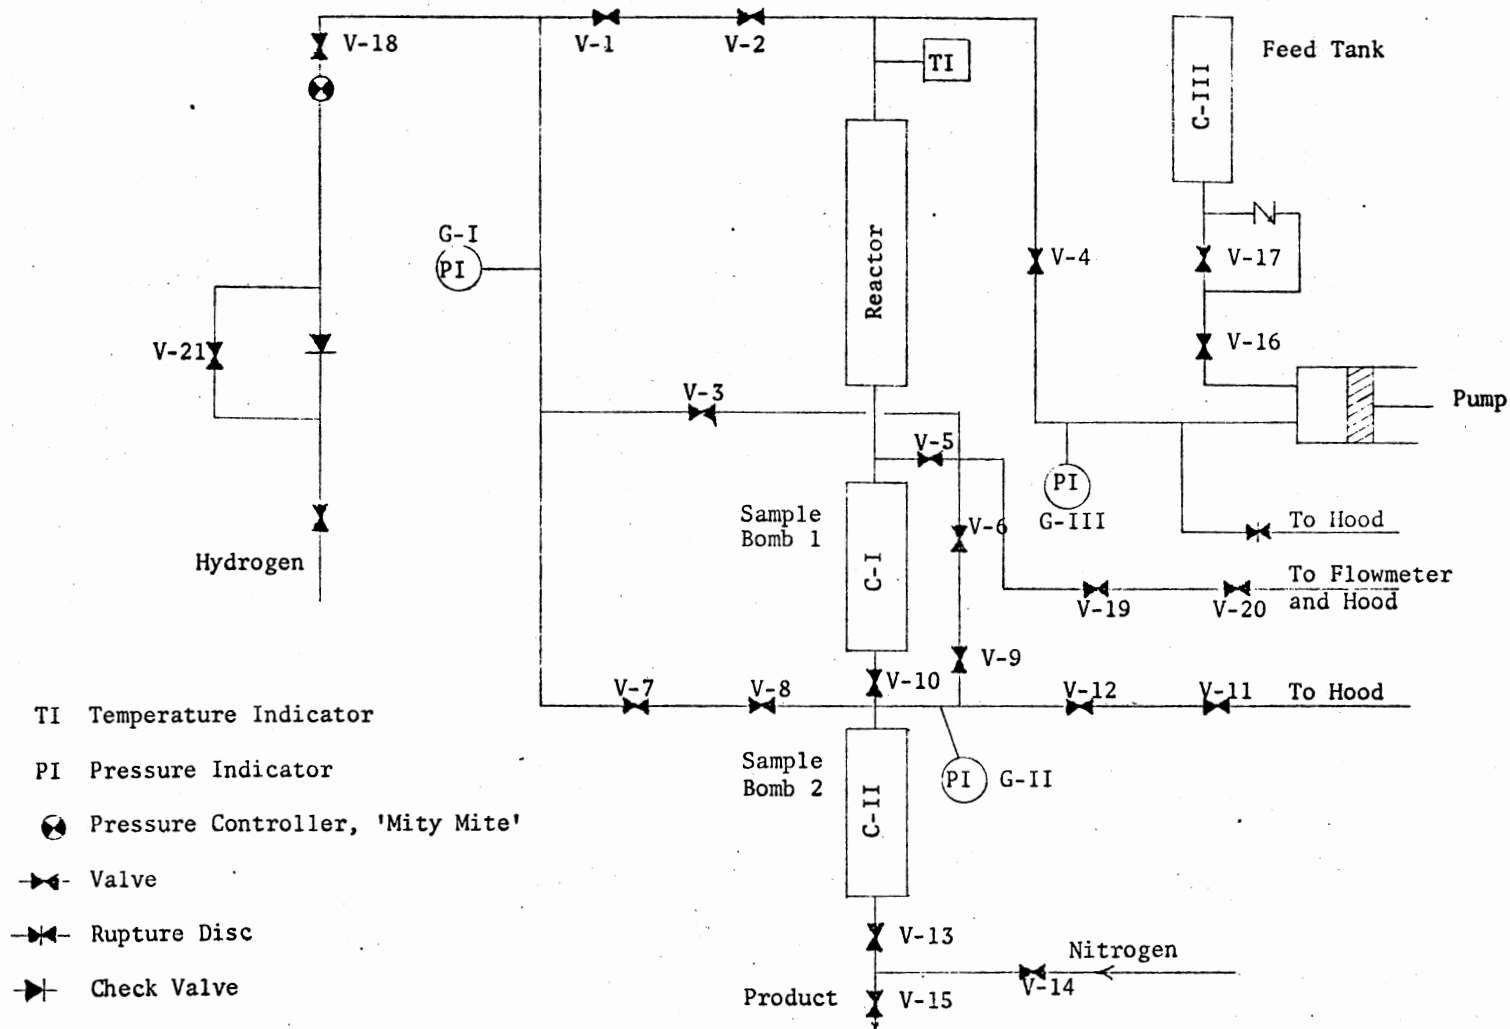 V-18
V-1
V-2
TI
Feed Tank
C-III
G-I
PI
Reactor
V-4
V-17
V-21
V-16
V-3
Pump
V-5
PI
G-III
Sample
Bomb 1
C-I
V-6
To Hood
Hydrogen
To Flowmeter
and Hood
V-19
V-20
V-9
V-10
V-7
V-8
V-12
V-11
To Hood
TI Temperature Indicator
PI Pressure Indicator
Pressure Controller, 'Mity Mite'
Valve
Rupture Disc
Check Valve
Sample
Bomb 2
C-II
PI
G-II
V-13
Nitrogen
V-14
Product
V-15